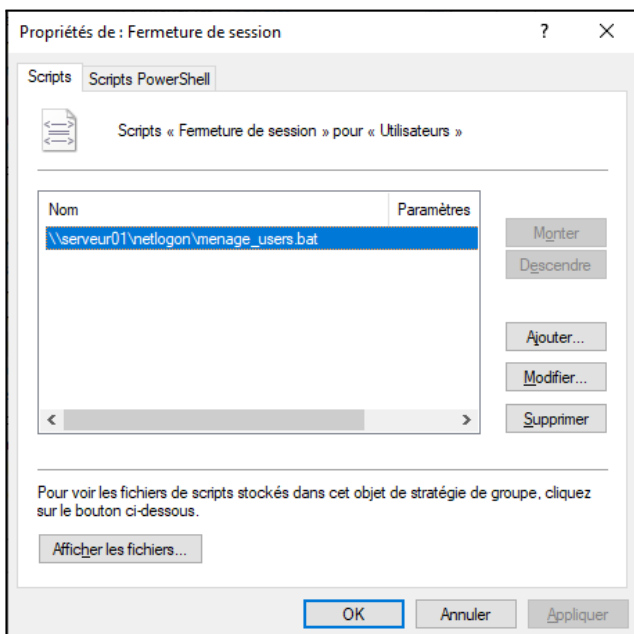 Propriétés de : Fermeture de session ? ×
Scripts Scripts PowerShell
Scripts « Fermeture de session » pour « Utilisateurs »
Nom Paramètres
\\serveur01\netlogon\menage_users.bat
Monter
Descendre
Ajouter...
Modifier...
Supprimer
Pour voir les fichiers de scripts stockés dans cet objet de stratégie de groupe, cliquez
sur le bouton ci-dessous.
Afficher les fichiers...
OK Annuler Appliquer